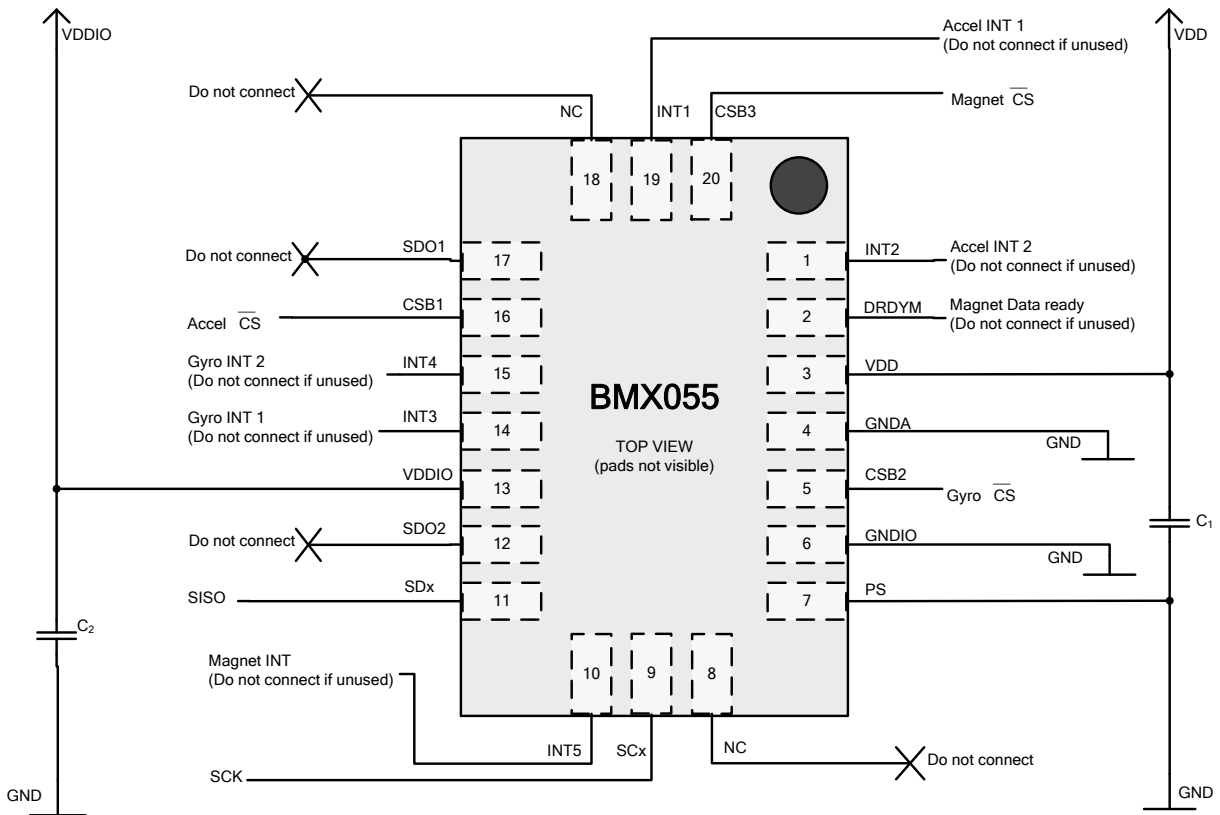 VDDIO
Accel INT 1
(Do not connect if unused)
VDD
Do not connect
NC
INT1
CSB3
Magnet C̅S̅
18
19
20
Do not connect
SDO1
17
1
INT2
Accel INT 2
(Do not connect if unused)
Accel C̅S̅
CSB1
16
2
DRDYM
Magnet Data ready
(Do not connect if unused)
Gyro INT 2
(Do not connect if unused)
INT4
15
3
VDD
BMX055
Gyro INT 1
(Do not connect if unused)
INT3
14
TOP VIEW
(pads not visible)
4
GNDA
GND
VDDIO
13
5
CSB2
Gyro C̅S̅
C₁
Do not connect
SDO2
12
6
GNDIO
GND
SISO
SDx
11
7
PS
C₂
Magnet INT
(Do not connect if unused)
10
9
8
INT5
SCx
NC
Do not connect
SCK
GND
GND